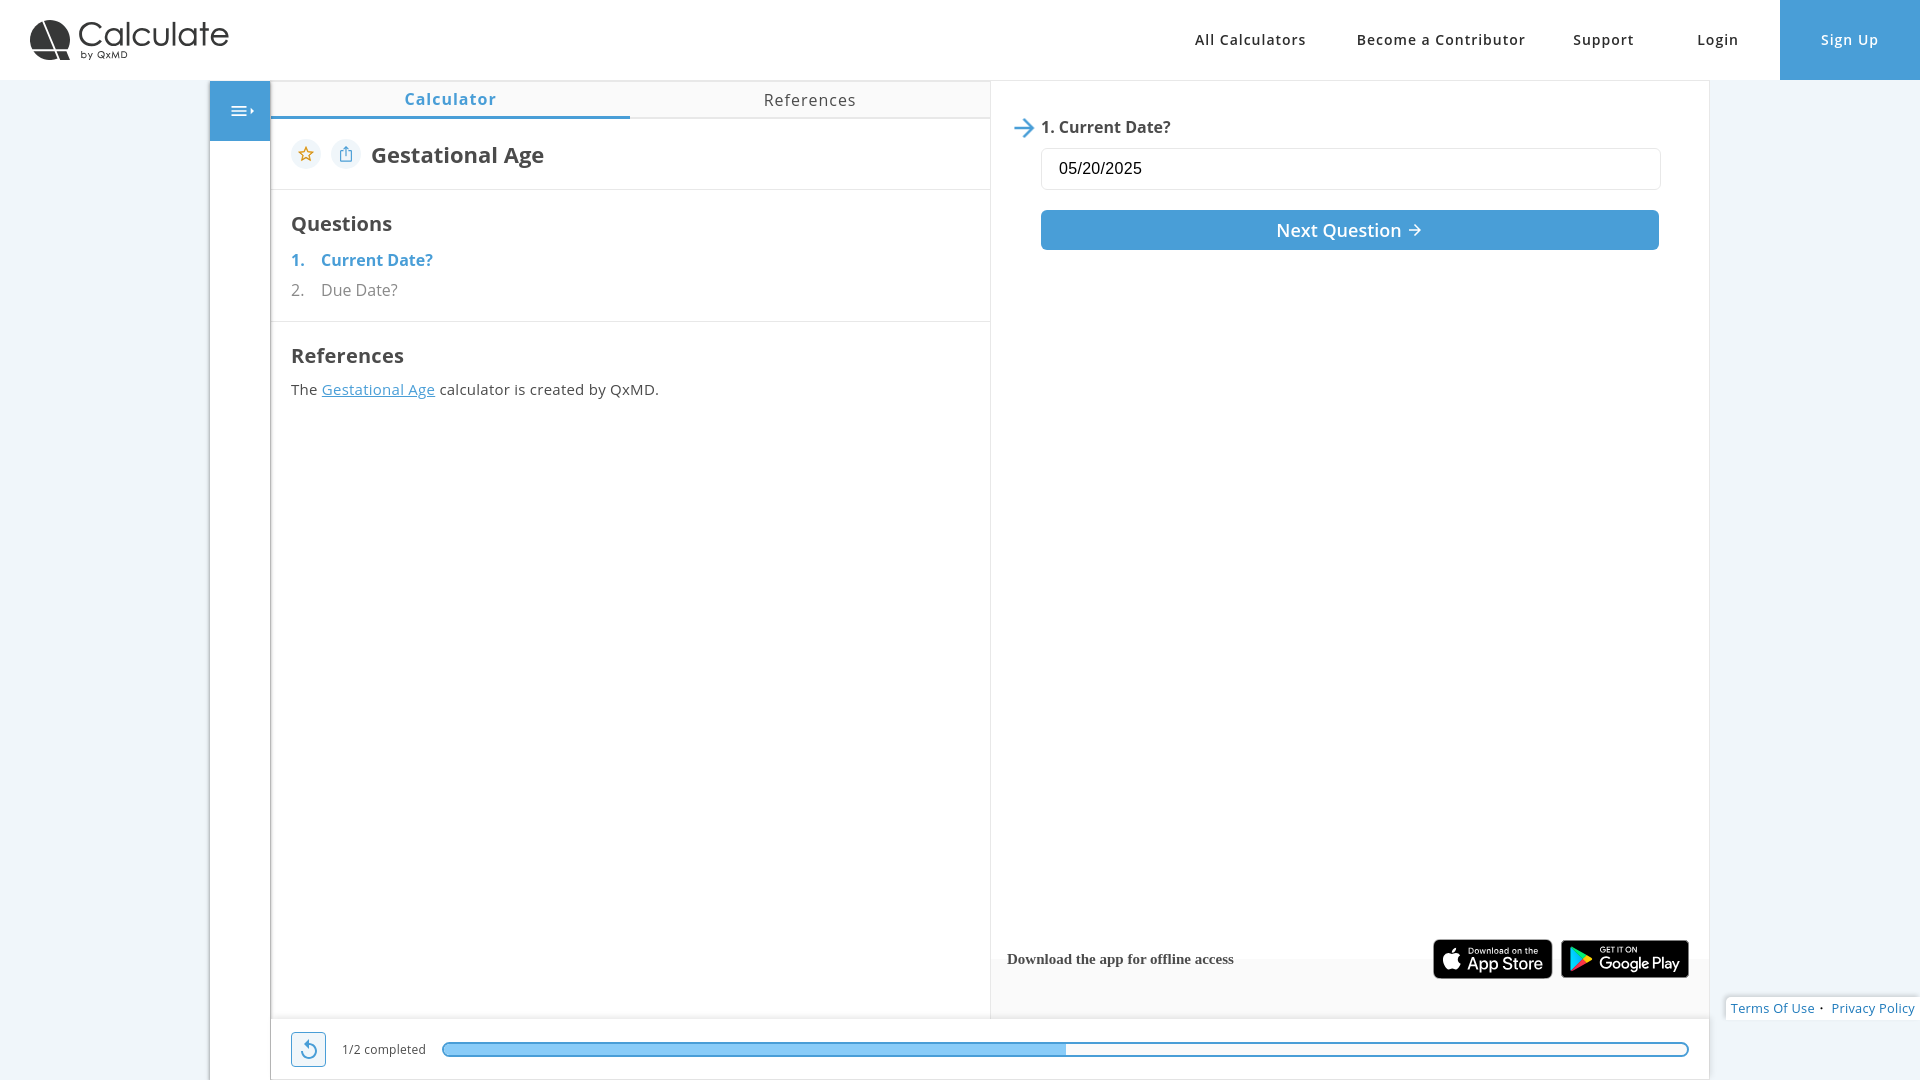 Calculate
by QxMD
All Calculators
Become a Contributor
Support
Login
Sign Up
Calculator
References
Gestational Age
Questions
1. Current Date?
2. Due Date?
References
The Gestational Age calculator is created by QxMD.
1. Current Date?
05/20/2025
Next Question →
Download the app for offline access
Download on the
App Store
GET IT ON
Google Play
Terms Of Use · Privacy Policy
1/2 completed